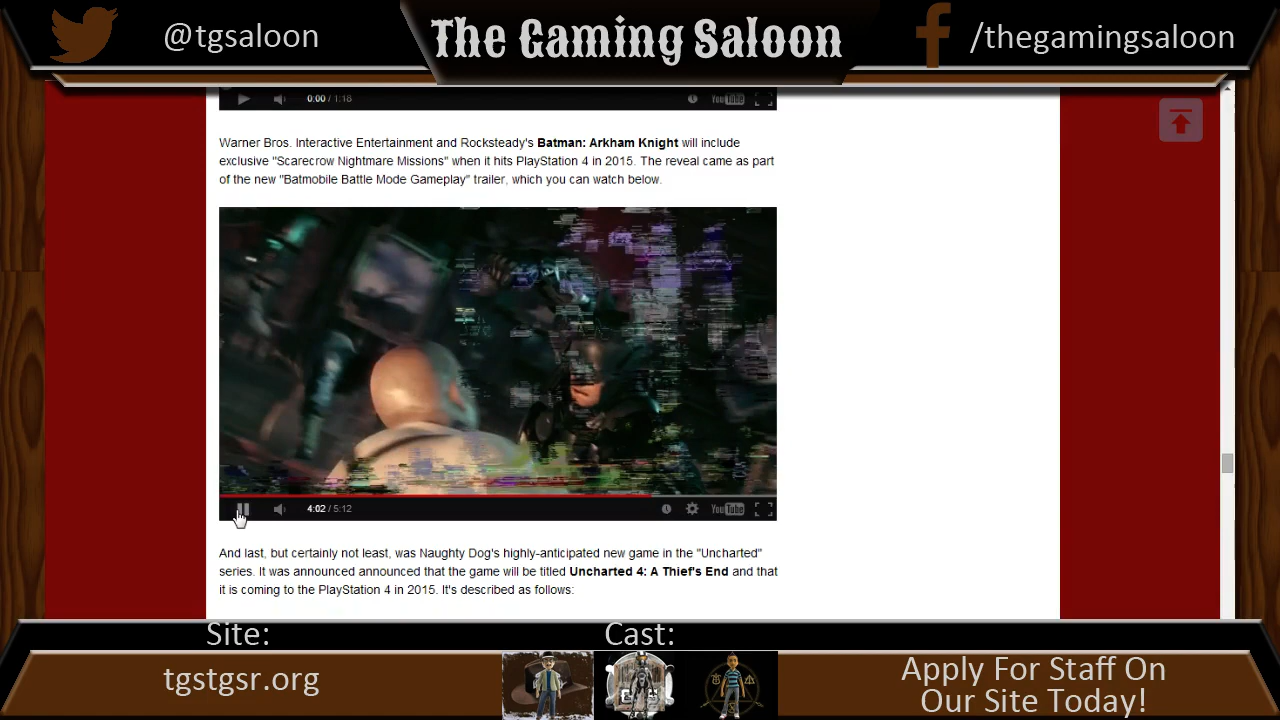 @tgsaloon
The Gaming Saloon
/thegamingsaloon
0:00 / 1:18
YouTube
Warner Bros. Interactive Entertainment and Rocksteady's Batman: Arkham Knight will include
exclusive "Scarecrow Nightmare Missions" when it hits PlayStation 4 in 2015. The reveal came as part
of the new "Batmobile Battle Mode Gameplay" trailer, which you can watch below.
4:02 / 5:12
YouTube
And last, but certainly not least, was Naughty Dog's highly-anticipated new game in the "Uncharted"
series. It was announced announced that the game will be titled Uncharted 4: A Thief's End and that
it is coming to the PlayStation 4 in 2015. It's described as follows:
Site:
Cast:
tgstgsr.org
Apply For Staff On
Our Site Today!